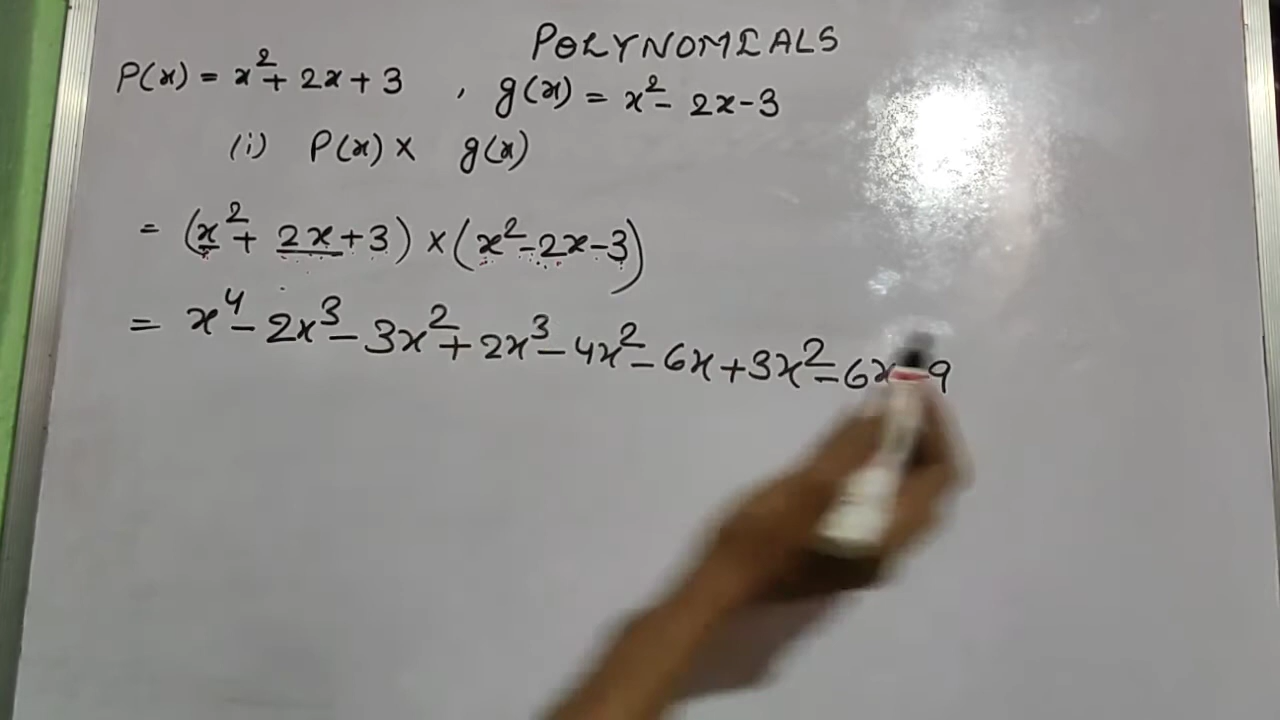 POLYNOMIALS
P(x) = x² + 2x + 3 , g(x) = x² - 2x - 3
(i) P(x) × g(x)
= (x² + 2x + 3) × (x² - 2x - 3)
= x⁴ - 2x³ - 3x² + 2x³ - 4x² - 6x + 3x² - 6x - 9